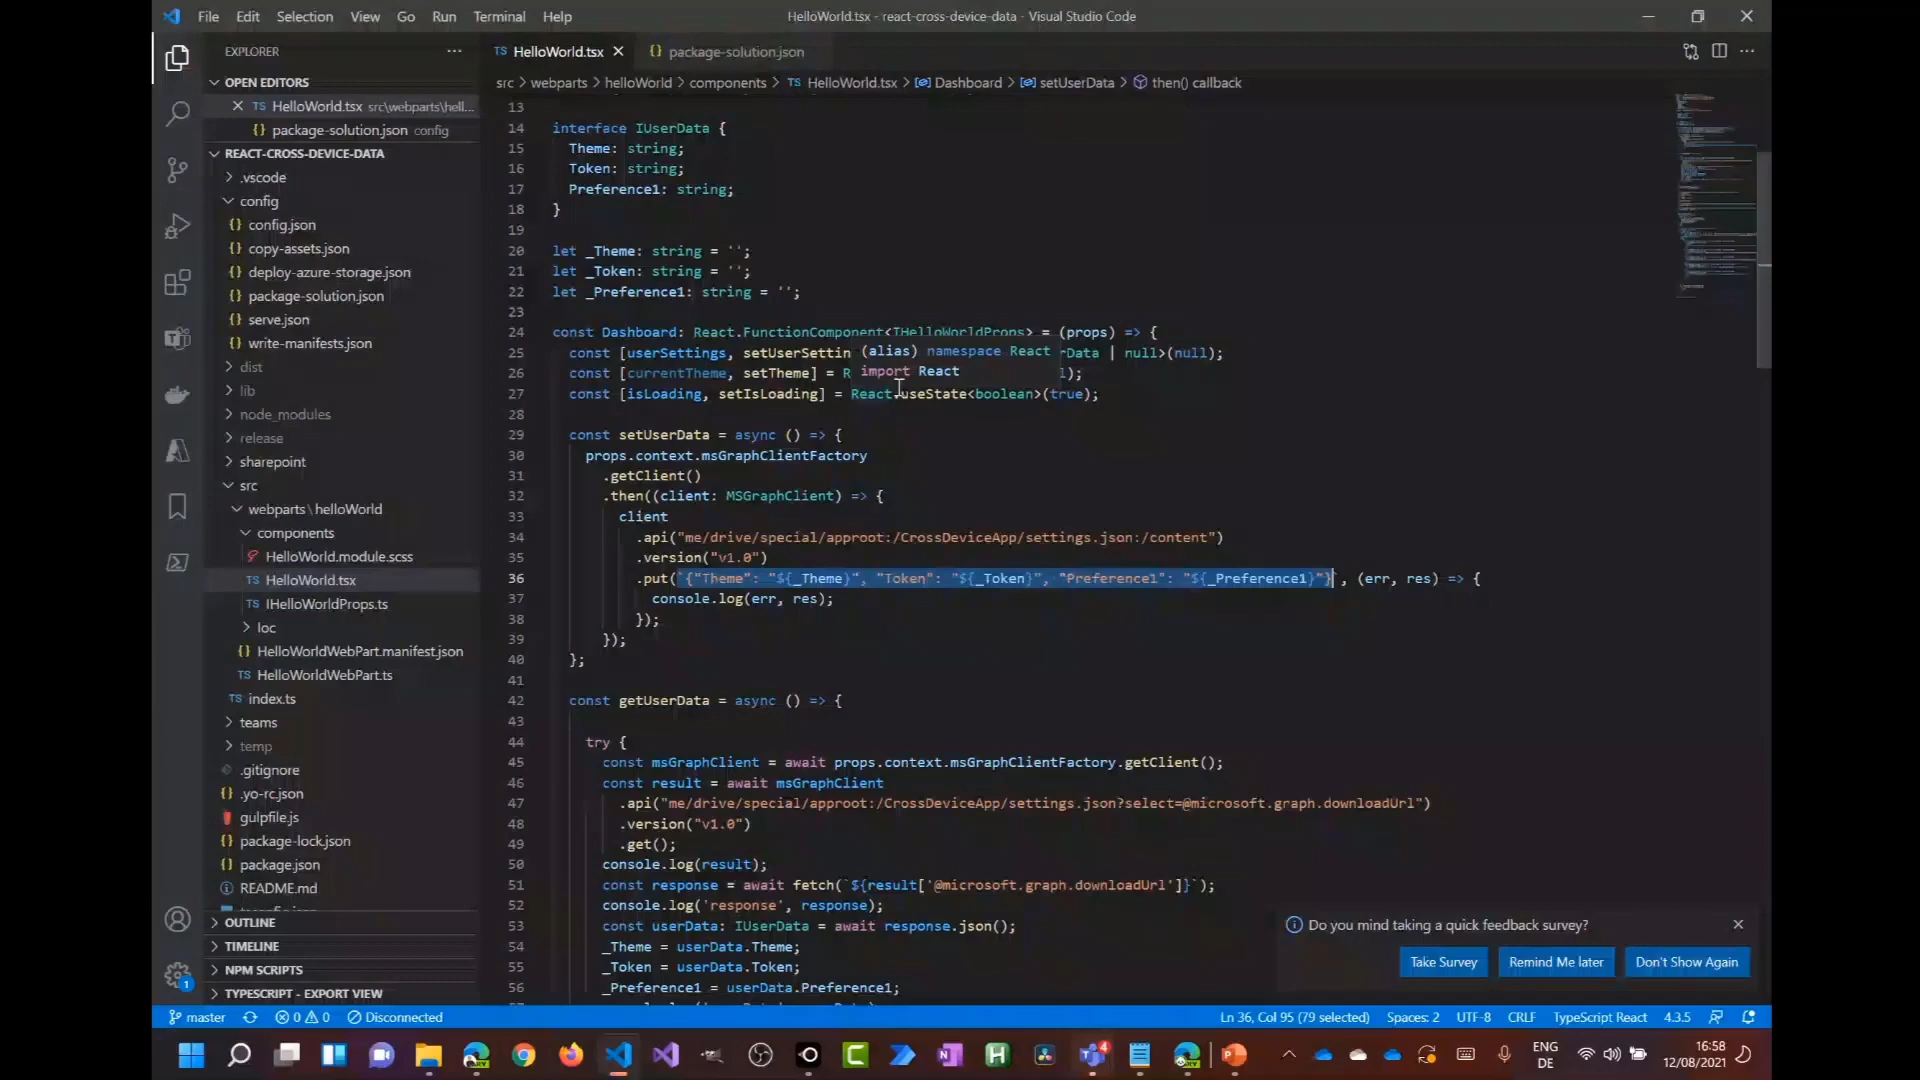 File Edit Selection View Go Run Terminal Help
HelloWorld.tsx - react-cross-device-data - Visual Studio Code
EXPLORER
OPEN EDITORS
HelloWorld.tsx src\webparts\hell...
package-solution.json config
REACT-CROSS-DEVICE-DATA
.vscode
config
config.json
copy-assets.json
deploy-azure-storage.json
package-solution.json
serve.json
write-manifests.json
dist
lib
node_modules
release
sharepoint
src
webparts\helloWorld
components
HelloWorld.module.scss
TS HelloWorld.tsx
TS IHelloWorldProps.ts
loc
{} HelloWorldWebPart.manifest.json
TS HelloWorldWebPart.ts
TS index.ts
teams
temp
.gitignore
.yo-rc.json
gulpfile.js
package-lock.json
package.json
README.md
OUTLINE
TIMELINE
NPM SCRIPTS
TYPESCRIPT - EXPORT VIEW
TS HelloWorld.tsx
{} package-solution.json
src > webparts > helloWorld > components > TS HelloWorld.tsx > Dashboard > setUserData > then() callback
13
14 interface IUserData {
15 Theme: string;
16 Token: string;
17 Preference1: string;
18 }
19
20 let _Theme: string = '';
21 let _Token: string = '';
22 let _Preference1: string = '';
23
24 const Dashboard: React.FunctionComponent<IHelloWorldProps> = (props) => {
25 const [userSettings, setUserSettin rData | null>(null);
(alias) namespace React
import React
26 const [currentTheme, setTheme] = R );
27 const [isLoading, setIsLoading] = React.useState<boolean>(true);
28
29 const setUserData = async () => {
30 props.context.msGraphClientFactory
31 .getClient()
32 .then((client: MSGraphClient) => {
33 client
34 .api("me/drive/special/approot:/CrossDeviceApp/settings.json:/content")
35 .version("v1.0")
36 .put(`{"Theme": "${_Theme}", "Token": "${_Token}", "Preference1": "${_Preference1}"}`, (err, res) => {
37 console.log(err, res);
38 });
39 });
40 };
41
42 const getUserData = async () => {
43
44 try {
45 const msGraphClient = await props.context.msGraphClientFactory.getClient();
46 const result = await msGraphClient
47 .api("me/drive/special/approot:/CrossDeviceApp/settings.json?select=@microsoft.graph.downloadUrl")
48 .version("v1.0")
49 .get();
50 console.log(result);
51 const response = await fetch(`${result['@microsoft.graph.downloadUrl']}`);
52 console.log('response', response);
53 const userData: IUserData = await response.json();
54 _Theme = userData.Theme;
55 _Token = userData.Token;
56 _Preference1 = userData.Preference1;
Do you mind taking a quick feedback survey?
Take Survey Remind Me later Don't Show Again
master 0 0 Disconnected
Ln 36, Col 95 (79 selected) Spaces: 2 UTF-8 CRLF TypeScript React 4.3.5
1
4
ENG
DE
16:58
12/08/2021